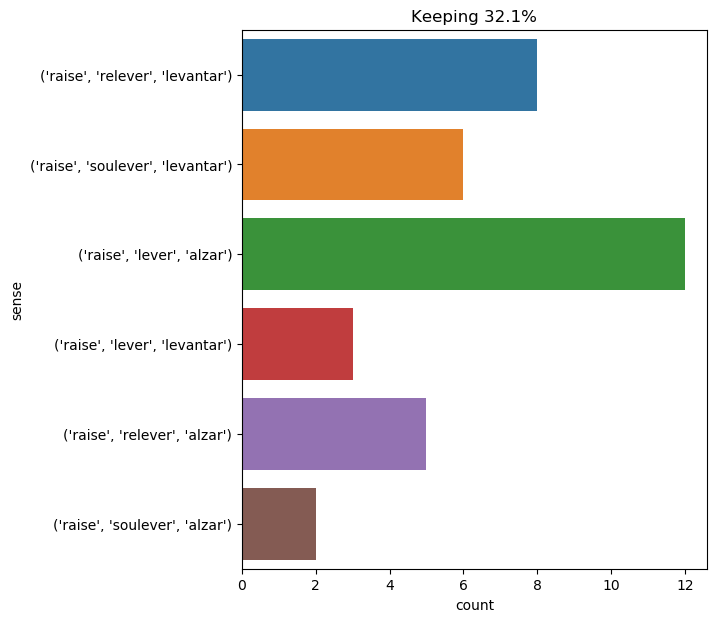 Keeping 32.1%
('raise', 'relever', 'levantar')
('raise', 'soulever', 'levantar')
('raise', 'lever', 'alzar')
('raise', 'lever', 'levantar')
('raise', 'relever', 'alzar')
('raise', 'soulever', 'alzar')
sense
0 2 4 6 8 10 12
count